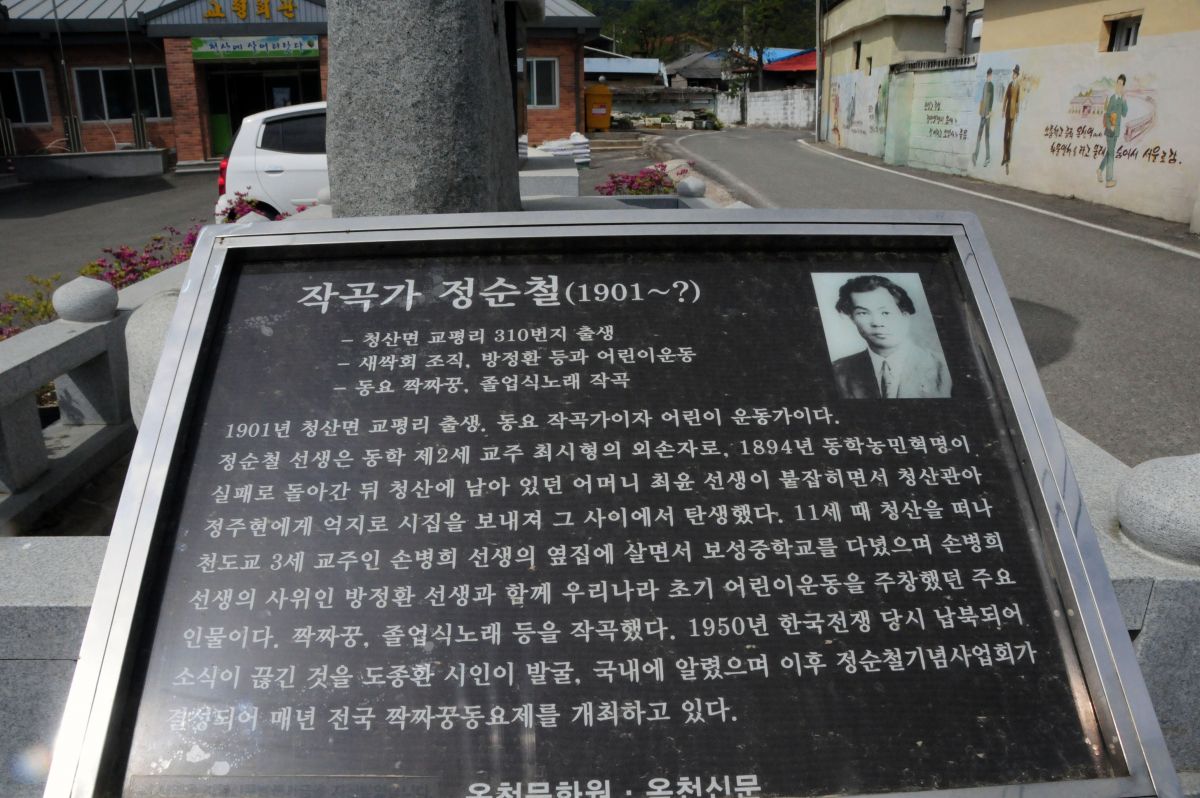 교평회관
작곡가 정순철(1901~?)
- 청산면 교평리 310번지 출생
- 새싹회 조직, 방정환 등과 어린이운동
- 동요 짝짜꿍, 졸업식노래 작곡
1901년 청산면 교평리 출생. 동요 작곡가이자 어린이 운동가이다.
정순철 선생은 동학 제2세 교주 최시형의 외손자로, 1894년 동학농민혁명이
실패로 돌아간 뒤 청산에 남아 있던 어머니 최윤 선생이 붙잡히면서 청산관아
정주현에게 억지로 시집을 보내져 그 사이에서 탄생했다. 11세 때 청산을 떠나
천도교 3세 교주인 손병희 선생의 옆집에 살면서 보성중학교를 다녔으며 손병희
선생의 사위인 방정환 선생과 함께 우리나라 초기 어린이운동을 주창했던 주요
인물이다. 짝짜꿍, 졸업식노래 등을 작곡했다. 1950년 한국전쟁 당시 납북되어
소식이 끊긴 것을 도종환 시인이 발굴, 국내에 알렸으며 이후 정순철기념사업회가
결성되어 매년 전국 짝짜꿍동요제를 개최하고 있다.
옥천문화원 · 옥천신문